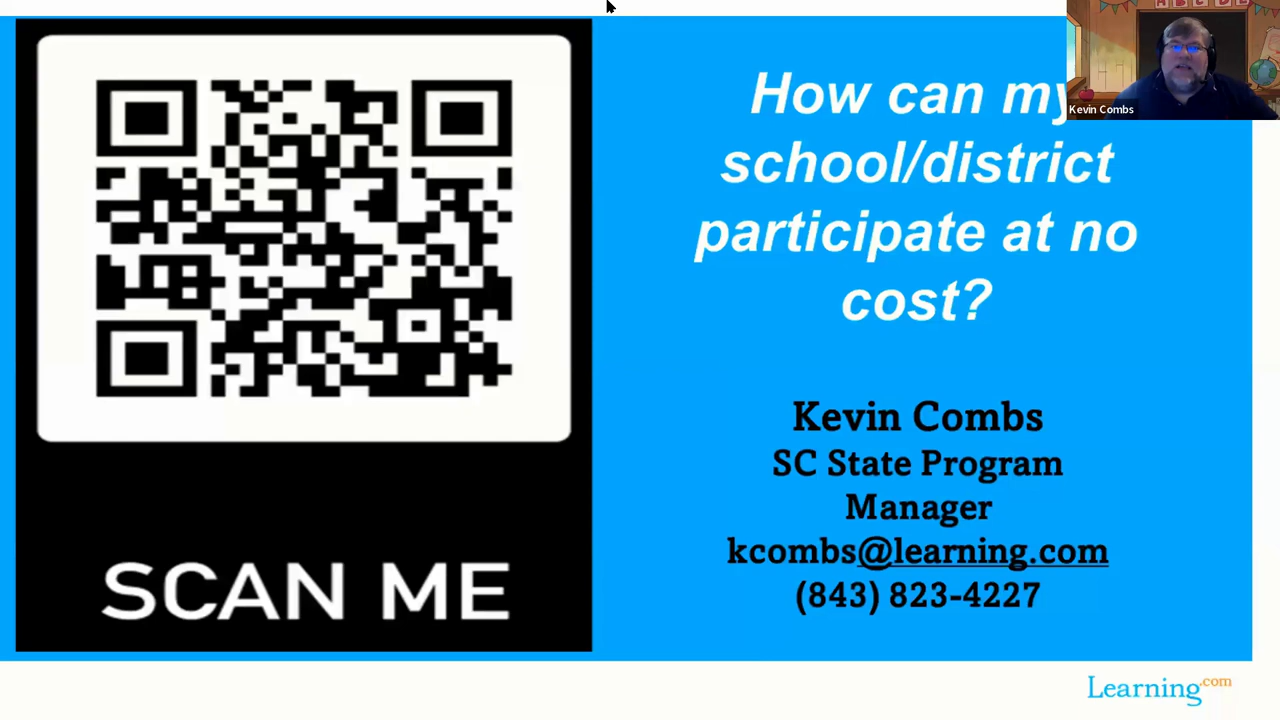 SCAN ME
How can my
school/district
participate at no
cost?
Kevin Combs
SC State Program
Manager
kcombs@learning.com
(843) 823-4227
Kevin Combs
A B C D E
Learning.com